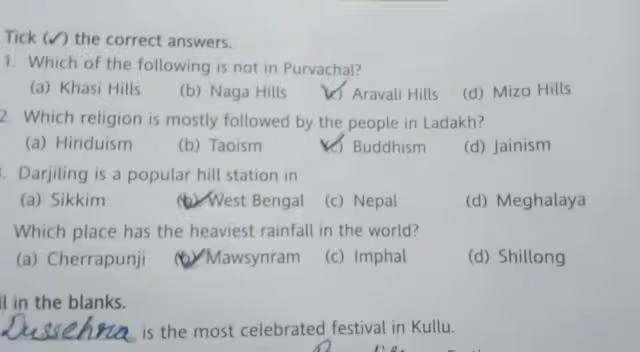 Tick (✓) the correct answers.
1. Which of the following is not in Purvachal?
(a) Khasi Hills (b) Naga Hills (c) Aravali Hills (d) Mizo Hills
2. Which religion is mostly followed by the people in Ladakh?
(a) Hinduism (b) Taoism (c) Buddhism (d) Jainism
. Darjiling is a popular hill station in
(a) Sikkim (b) West Bengal (c) Nepal (d) Meghalaya
Which place has the heaviest rainfall in the world?
(a) Cherrapunji (b) Mawsynram (c) Imphal (d) Shillong
ll in the blanks.
Dussehra is the most celebrated festival in Kullu.